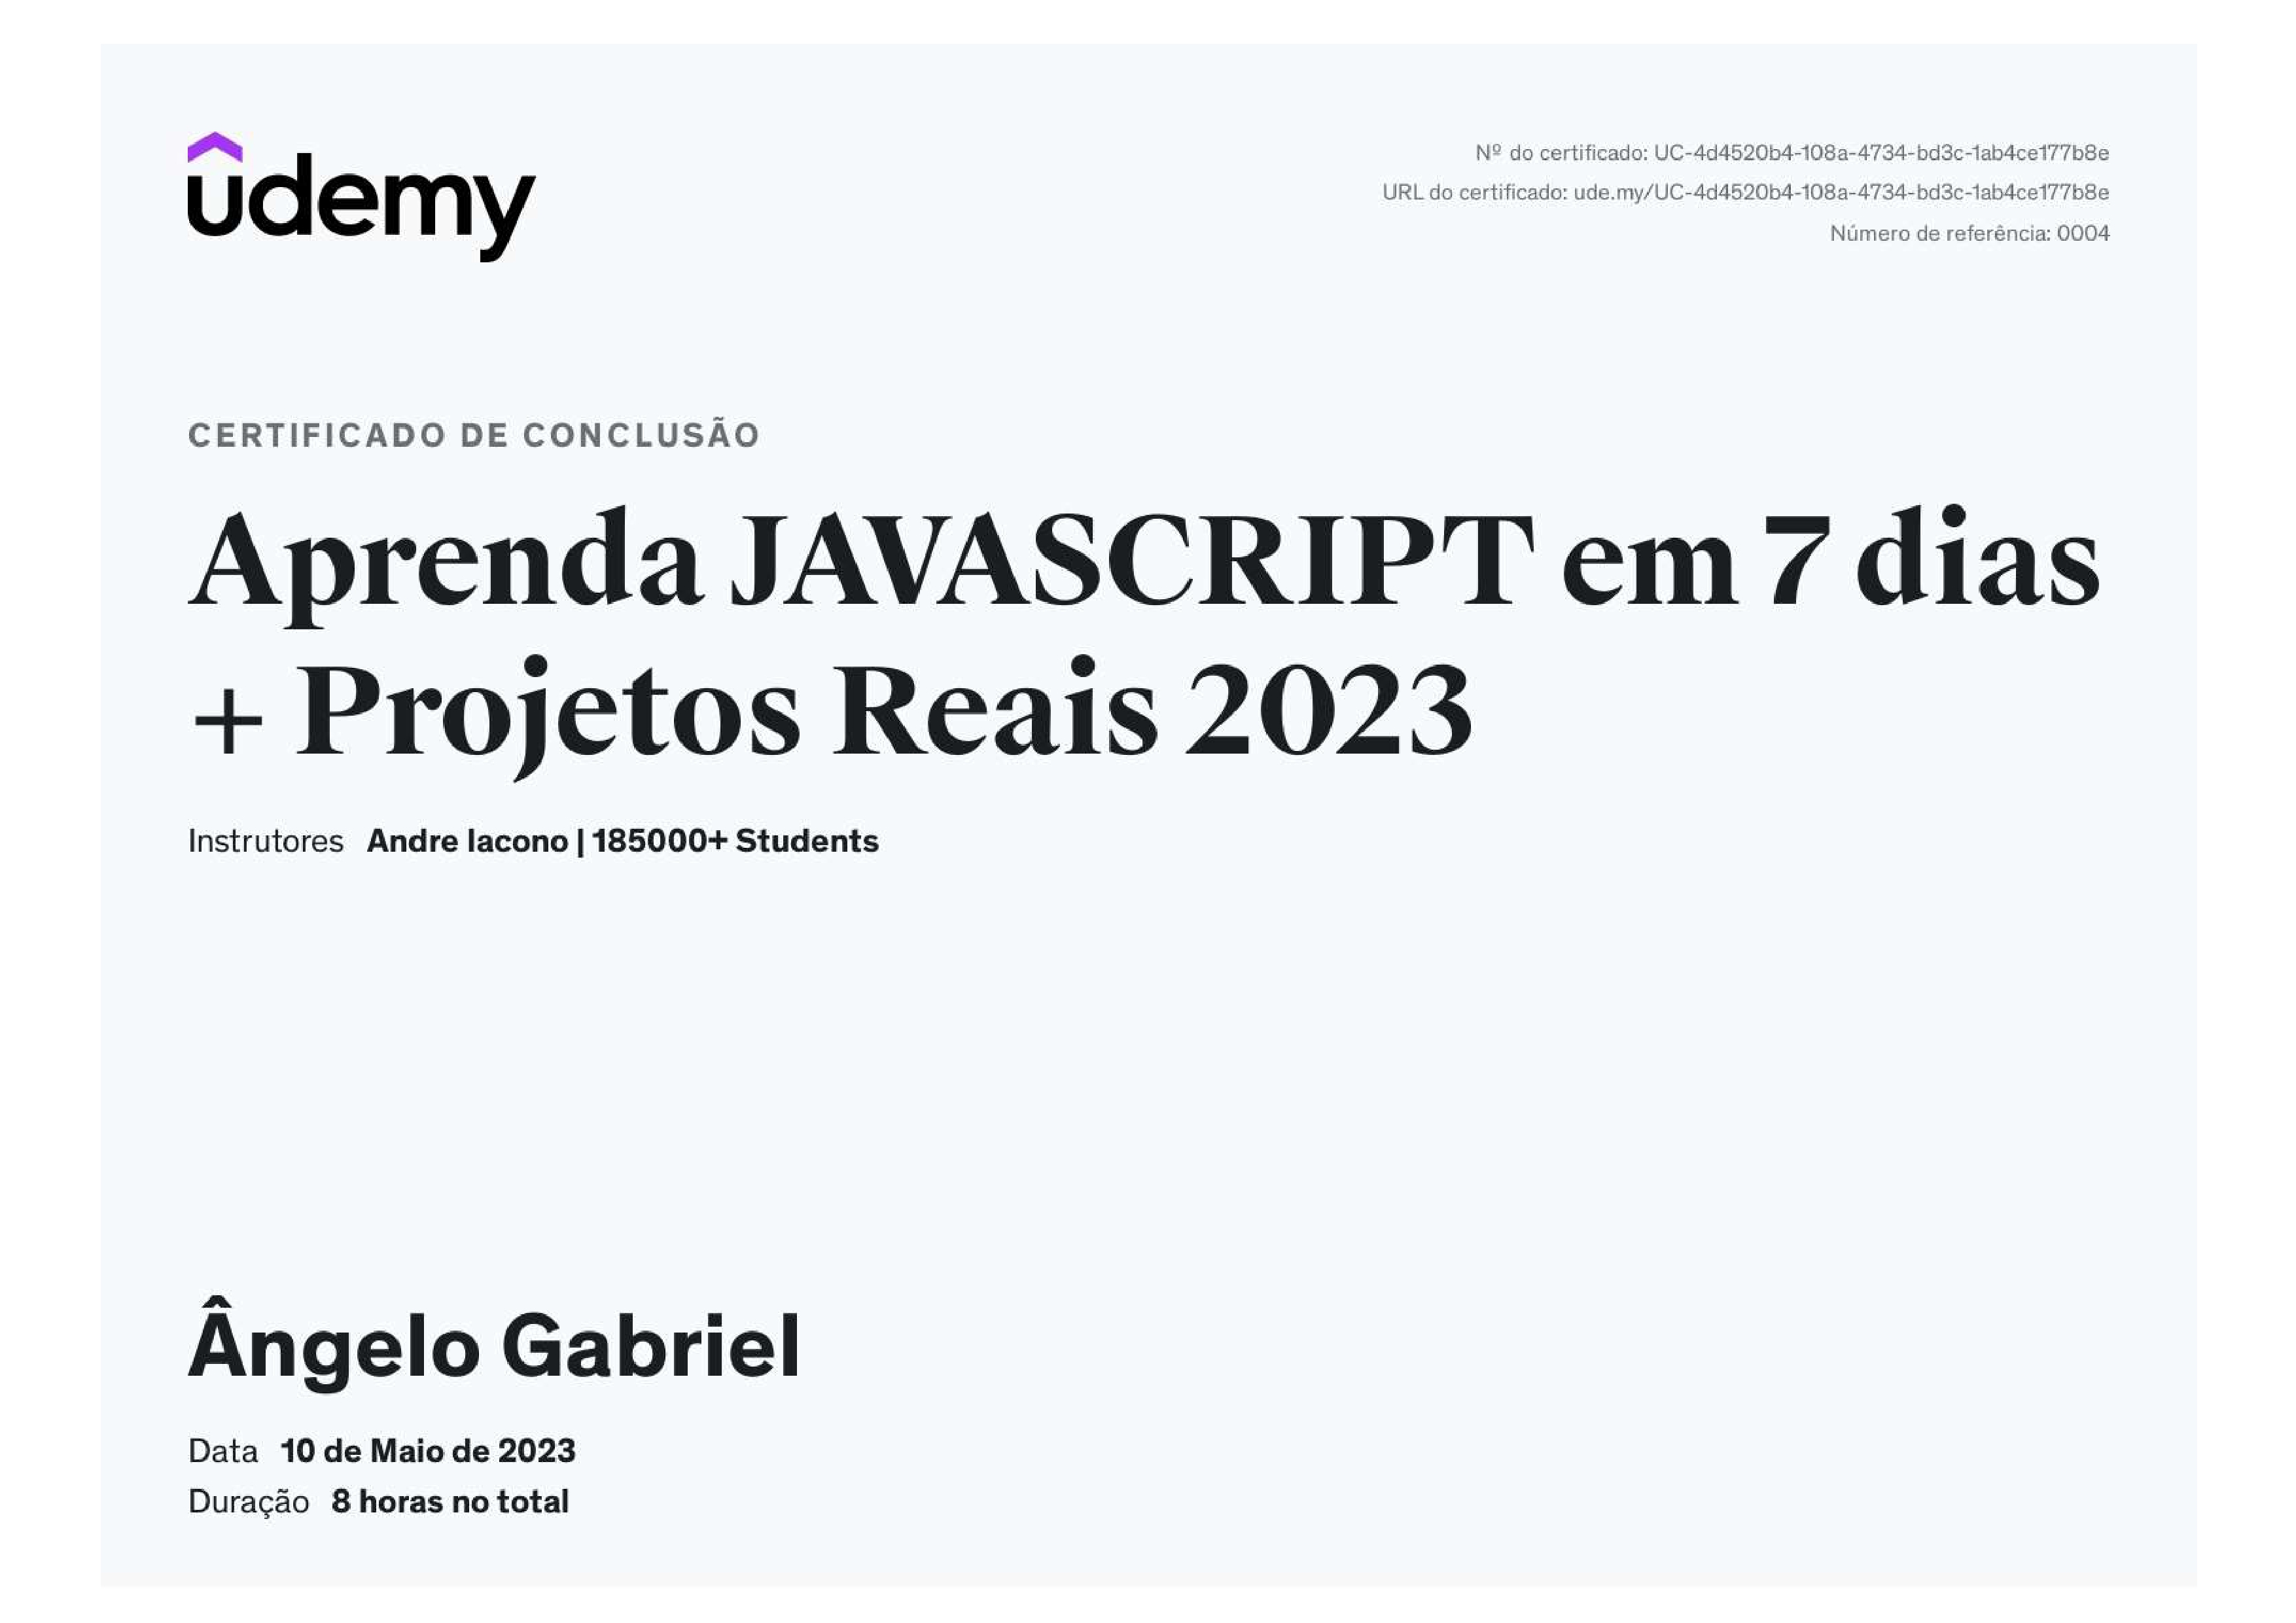 udemy
Nº do certificado: UC-4d4520b4-108a-4734-bd3c-1ab4ce177b8e
URL do certificado: ude.my/UC-4d4520b4-108a-4734-bd3c-1ab4ce177b8e
Número de referência: 0004
CERTIFICADO DE CONCLUSÃO
Aprenda JAVASCRIPT em 7 dias
+ Projetos Reais 2023
Instrutores Andre Iacono | 185000+ Students
Ângelo Gabriel
Data 10 de Maio de 2023
Duração 8 horas no total